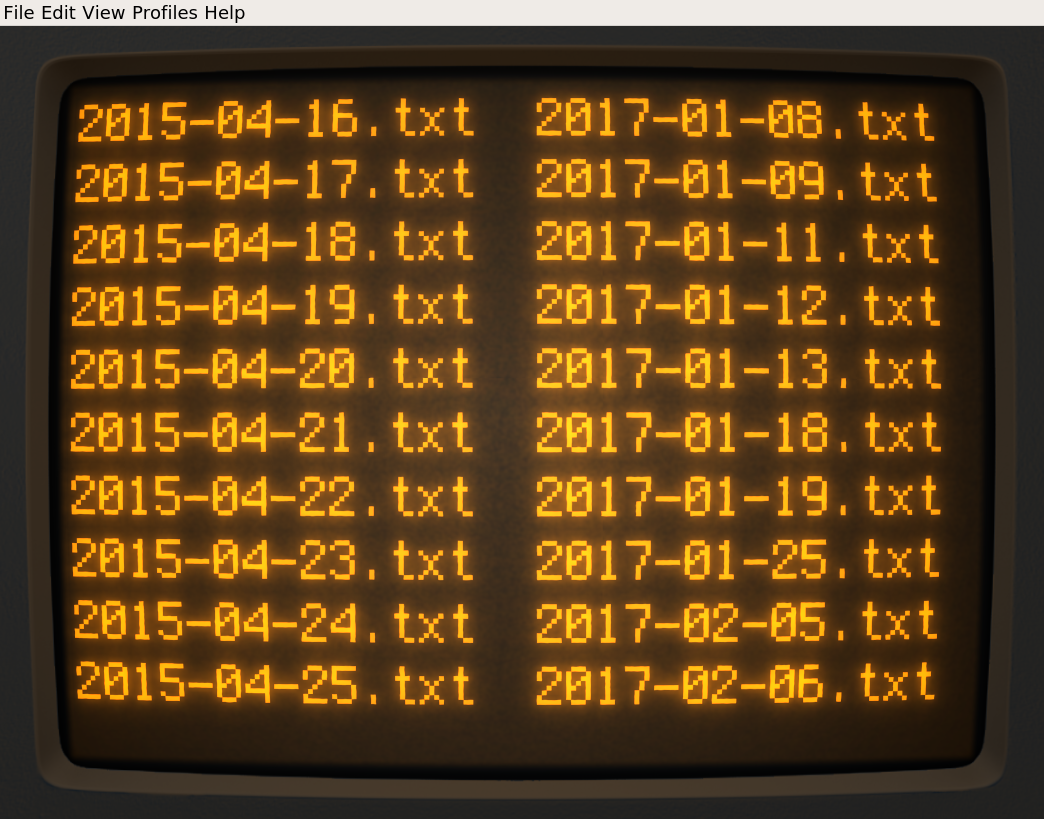 File Edit View Profiles Help
2015-04-16.txt 2017-01-08.txt
2015-04-17.txt 2017-01-09.txt
2015-04-18.txt 2017-01-11.txt
2015-04-19.txt 2017-01-12.txt
2015-04-20.txt 2017-01-13.txt
2015-04-21.txt 2017-01-18.txt
2015-04-22.txt 2017-01-19.txt
2015-04-23.txt 2017-01-25.txt
2015-04-24.txt 2017-02-05.txt
2015-04-25.txt 2017-02-06.txt